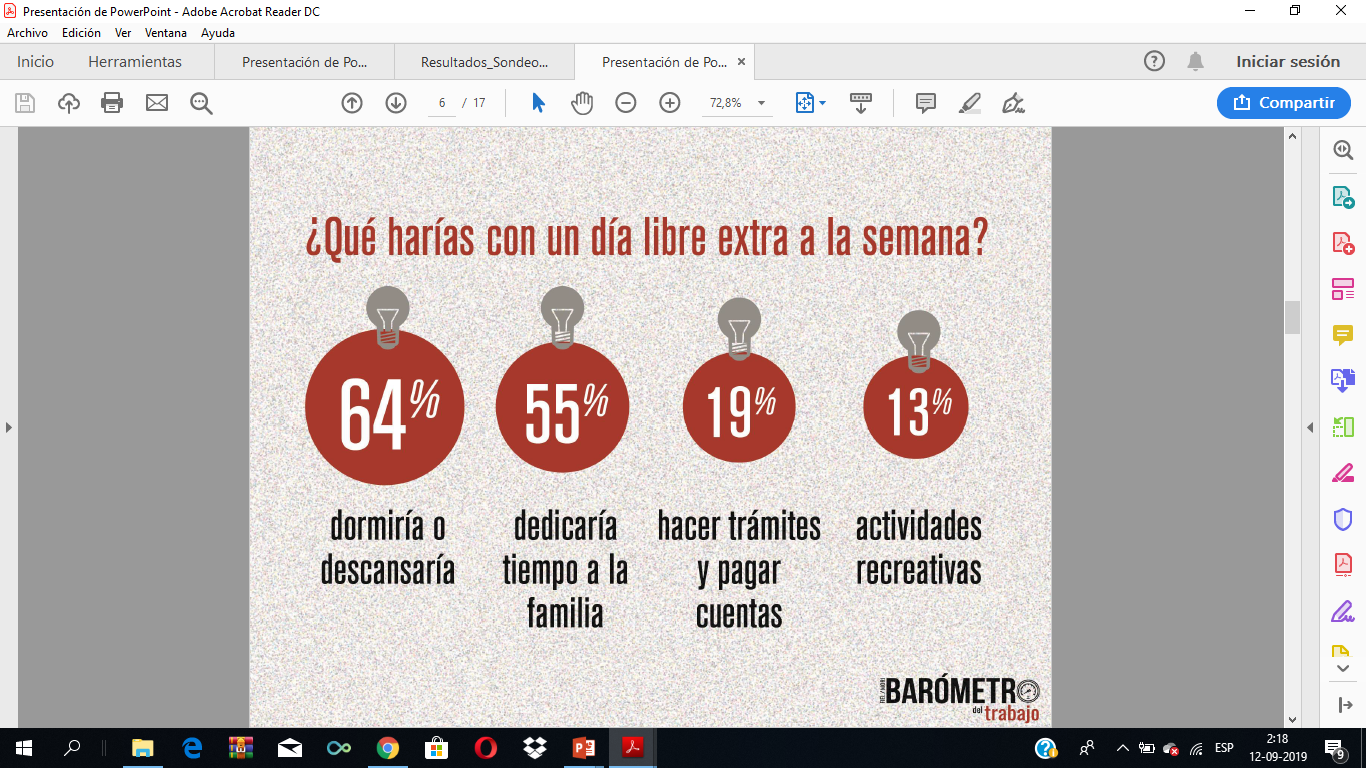 Presentación de PowerPoint - Adobe Acrobat Reader DC
Archivo Edición Ver Ventana Ayuda
Inicio Herramientas Presentación de Po... Resultados_Sondeo... Presentación de Po... Iniciar sesión
6 / 17 72,8% Compartir
¿Qué harías con un día libre extra a la semana?
64% 55% 19% 13%
dormiría o dedicaría hacer trámites actividades
descansaría tiempo a la y pagar recreativas
familia cuentas
BARÓMETRO
del trabajo
ESP 2:18
12-09-2019 9